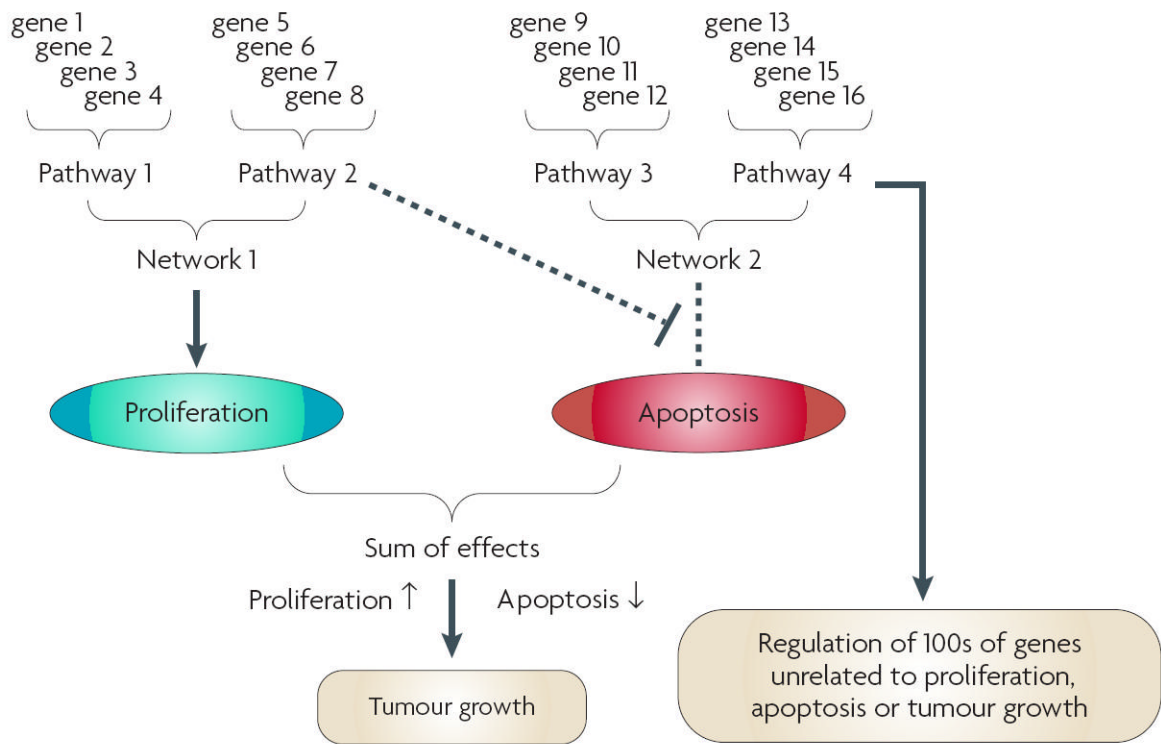 gene 1
gene 2
gene 3
gene 4
gene 5
gene 6
gene 7
gene 8
gene 9
gene 10
gene 11
gene 12
gene 13
gene 14
gene 15
gene 16
Pathway 1
Pathway 2
Pathway 3
Pathway 4
Network 1
Network 2
Proliferation
Apoptosis
Sum of effects
Proliferation ↑
Apoptosis ↓
Tumour growth
Regulation of 100s of genes
unrelated to proliferation,
apoptosis or tumour growth